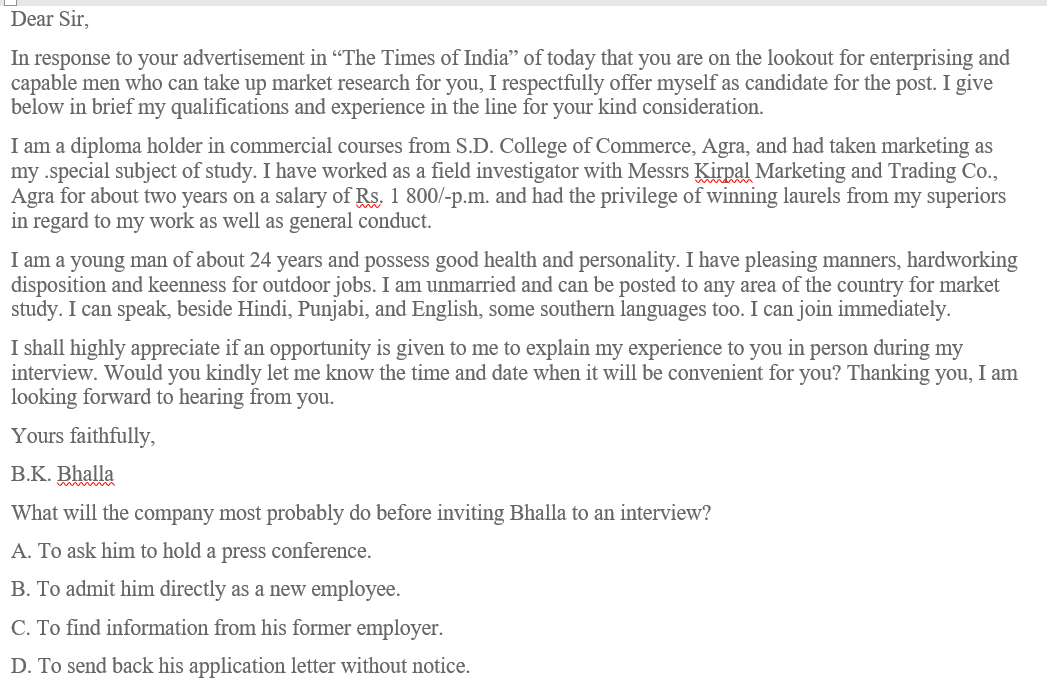 Dear Sir,
In response to your advertisement in “The Times of India” of today that you are on the lookout for enterprising and
capable men who can take up market research for you, I respectfully offer myself as candidate for the post. I give
below in brief my qualifications and experience in the line for your kind consideration.
I am a diploma holder in commercial courses from S.D. College of Commerce, Agra, and had taken marketing as
my .special subject of study. I have worked as a field investigator with Messrs Kirpal Marketing and Trading Co.,
Agra for about two years on a salary of Rs. 1 800/-p.m. and had the privilege of winning laurels from my superiors
in regard to my work as well as general conduct.
I am a young man of about 24 years and possess good health and personality. I have pleasing manners, hardworking
disposition and keenness for outdoor jobs. I am unmarried and can be posted to any area of the country for market
study. I can speak, beside Hindi, Punjabi, and English, some southern languages too. I can join immediately.
I shall highly appreciate if an opportunity is given to me to explain my experience to you in person during my
interview. Would you kindly let me know the time and date when it will be convenient for you? Thanking you, I am
looking forward to hearing from you.
Yours faithfully,
B.K. Bhalla
What will the company most probably do before inviting Bhalla to an interview?
A. To ask him to hold a press conference.
B. To admit him directly as a new employee.
C. To find information from his former employer.
D. To send back his application letter without notice.